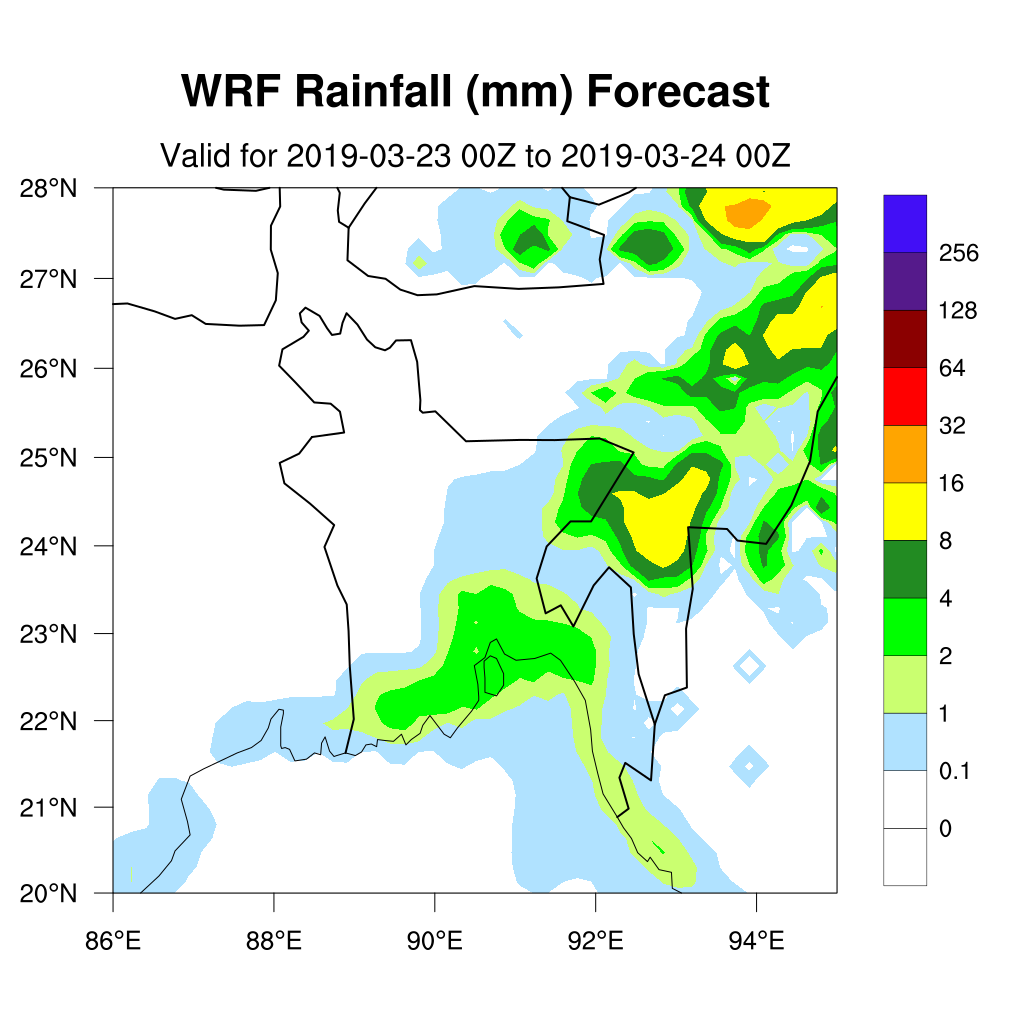 WRF Rainfall (mm) Forecast
Valid for 2019-03-23 00Z to 2019-03-24 00Z
28°N
27°N
26°N
25°N
24°N
23°N
22°N
21°N
20°N
86°E 88°E 90°E 92°E 94°E
256
128
64
32
16
8
4
2
1
0.1
0